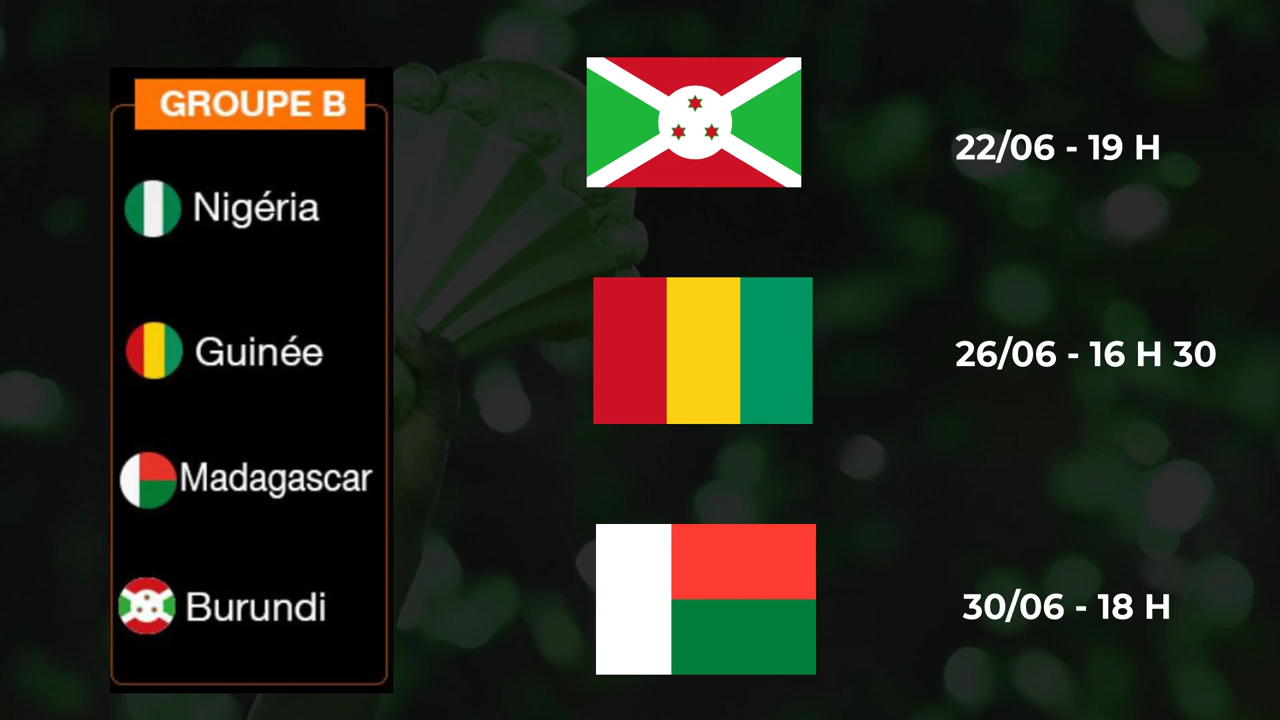 GROUPE B
Nigéria
Guinée
Madagascar
Burundi
22/06 - 19 H
26/06 - 16 H 30
30/06 - 18 H